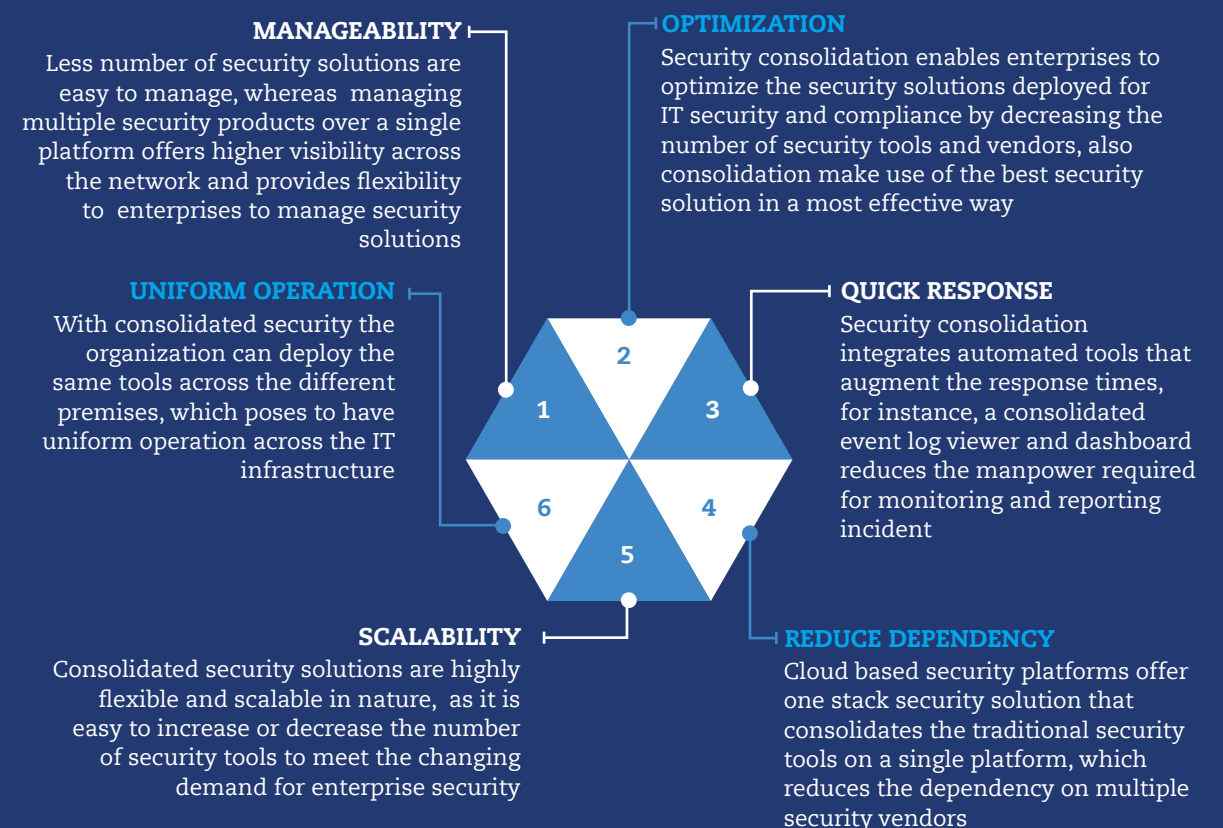 MANAGEABILITY
Less number of security solutions are
easy to manage, whereas managing
multiple security products over a single
platform offers higher visibility across
the network and provides flexibility
to enterprises to manage security
solutions
OPTIMIZATION
Security consolidation enables enterprises to
optimize the security solutions deployed for
IT security and compliance by decreasing the
number of security tools and vendors, also
consolidation make use of the best security
solution in a most effective way
UNIFORM OPERATION
With consolidated security the
organization can deploy the
same tools across the different
premises, which poses to have
uniform operation across the IT
infrastructure
QUICK RESPONSE
Security consolidation
integrates automated tools that
augment the response times,
for instance, a consolidated
event log viewer and dashboard
reduces the manpower required
for monitoring and reporting
incident
1
2
3
4
5
6
SCALABILITY
Consolidated security solutions are highly
flexible and scalable in nature, as it is
easy to increase or decrease the number
of security tools to meet the changing
demand for enterprise security
REDUCE DEPENDENCY
Cloud based security platforms offer
one stack security solution that
consolidates the traditional security
tools on a single platform, which
reduces the dependency on multiple
security vendors